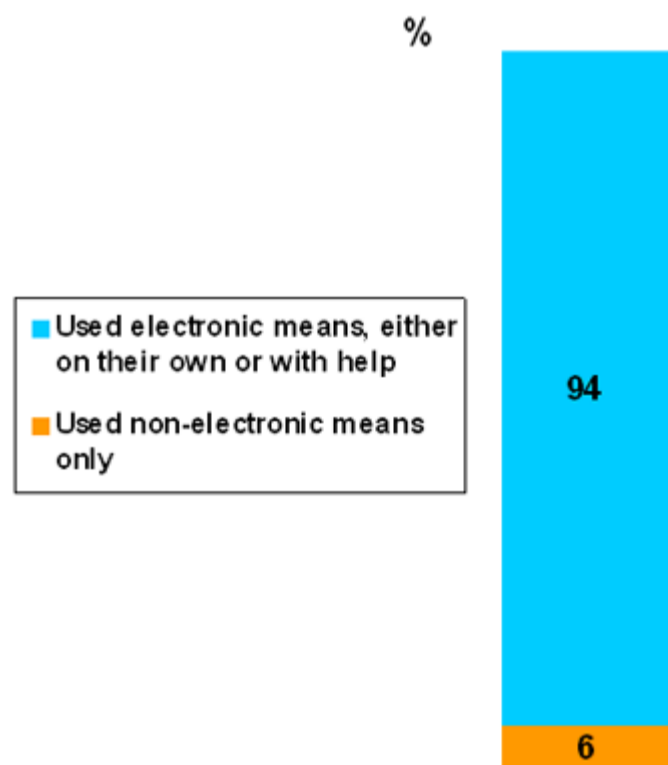 %
Used electronic means, either
on their own or with help
Used non-electronic means
only
94
6